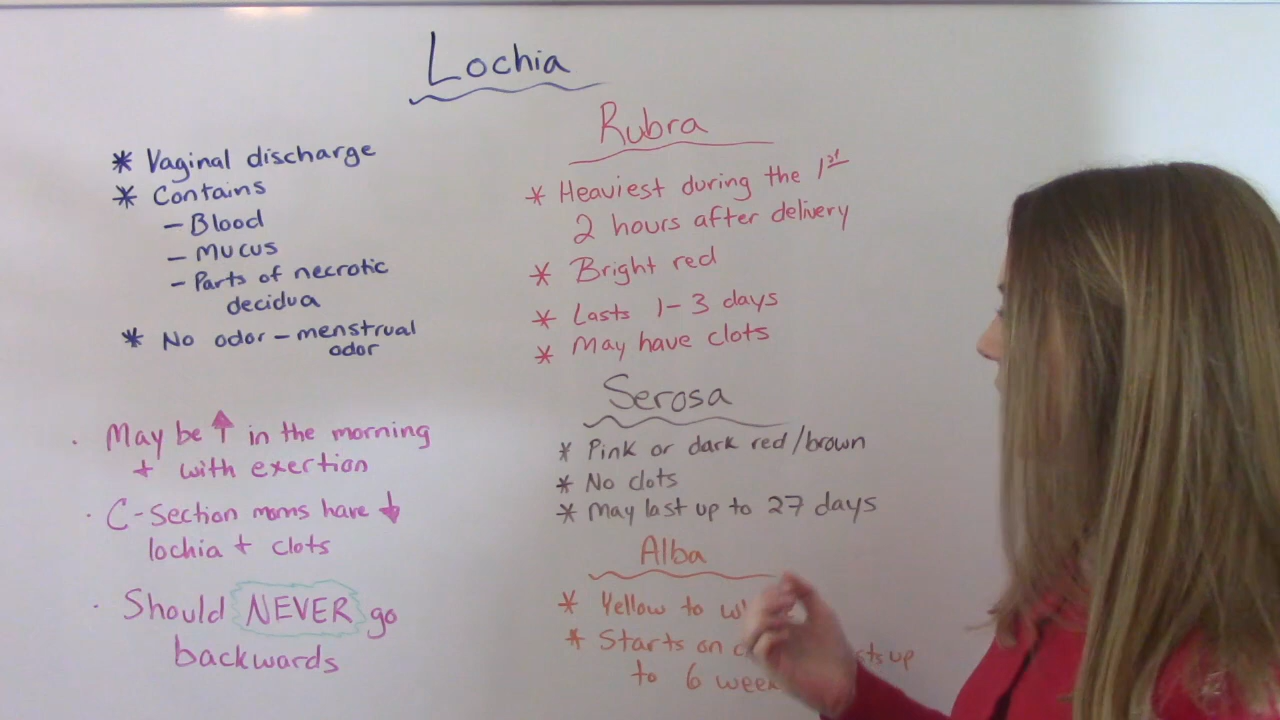 Lochia
* Vaginal discharge
* Contains
- Blood
- Mucus
- Parts of necrotic
decidua
* No odor - menstrual
odor
. May be ↑ in the morning
+ with exertion
. C-section moms have ↓
lochia + clots
. Should NEVER go
backwards
Rubra
* Heaviest during the 1st
2 hours after delivery
* Bright red
* Lasts 1-3 days
* May have clots
Serosa
* Pink or dark red/brown
* No clots
* May last up to 27 days
Alba
* Yellow to
* Starts on up
to 6